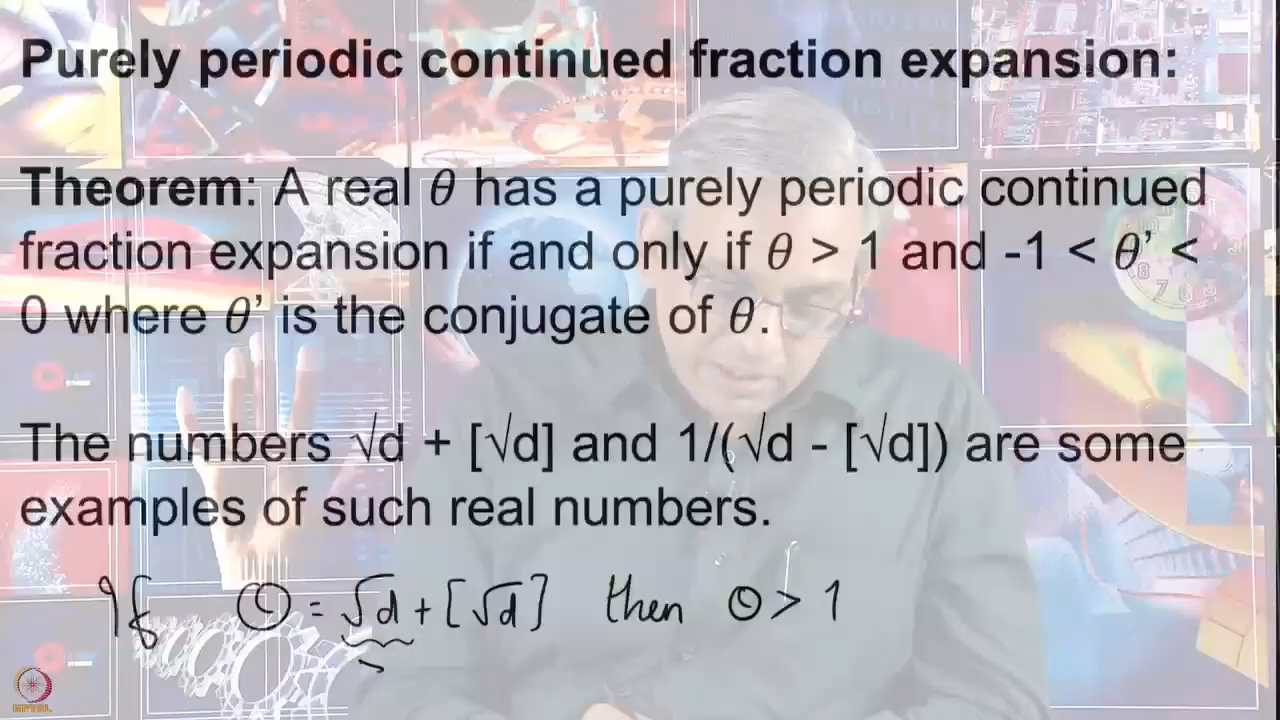 Purely periodic continued fraction expansion:
Theorem: A real θ has a purely periodic continued
fraction expansion if and only if θ > 1 and -1 < θ’ <
0 where θ’ is the conjugate of θ.
The numbers √d + [√d] and 1/(√d - [√d]) are some
examples of such real numbers.
If θ = √d + [√d] then θ > 1
NPTEL